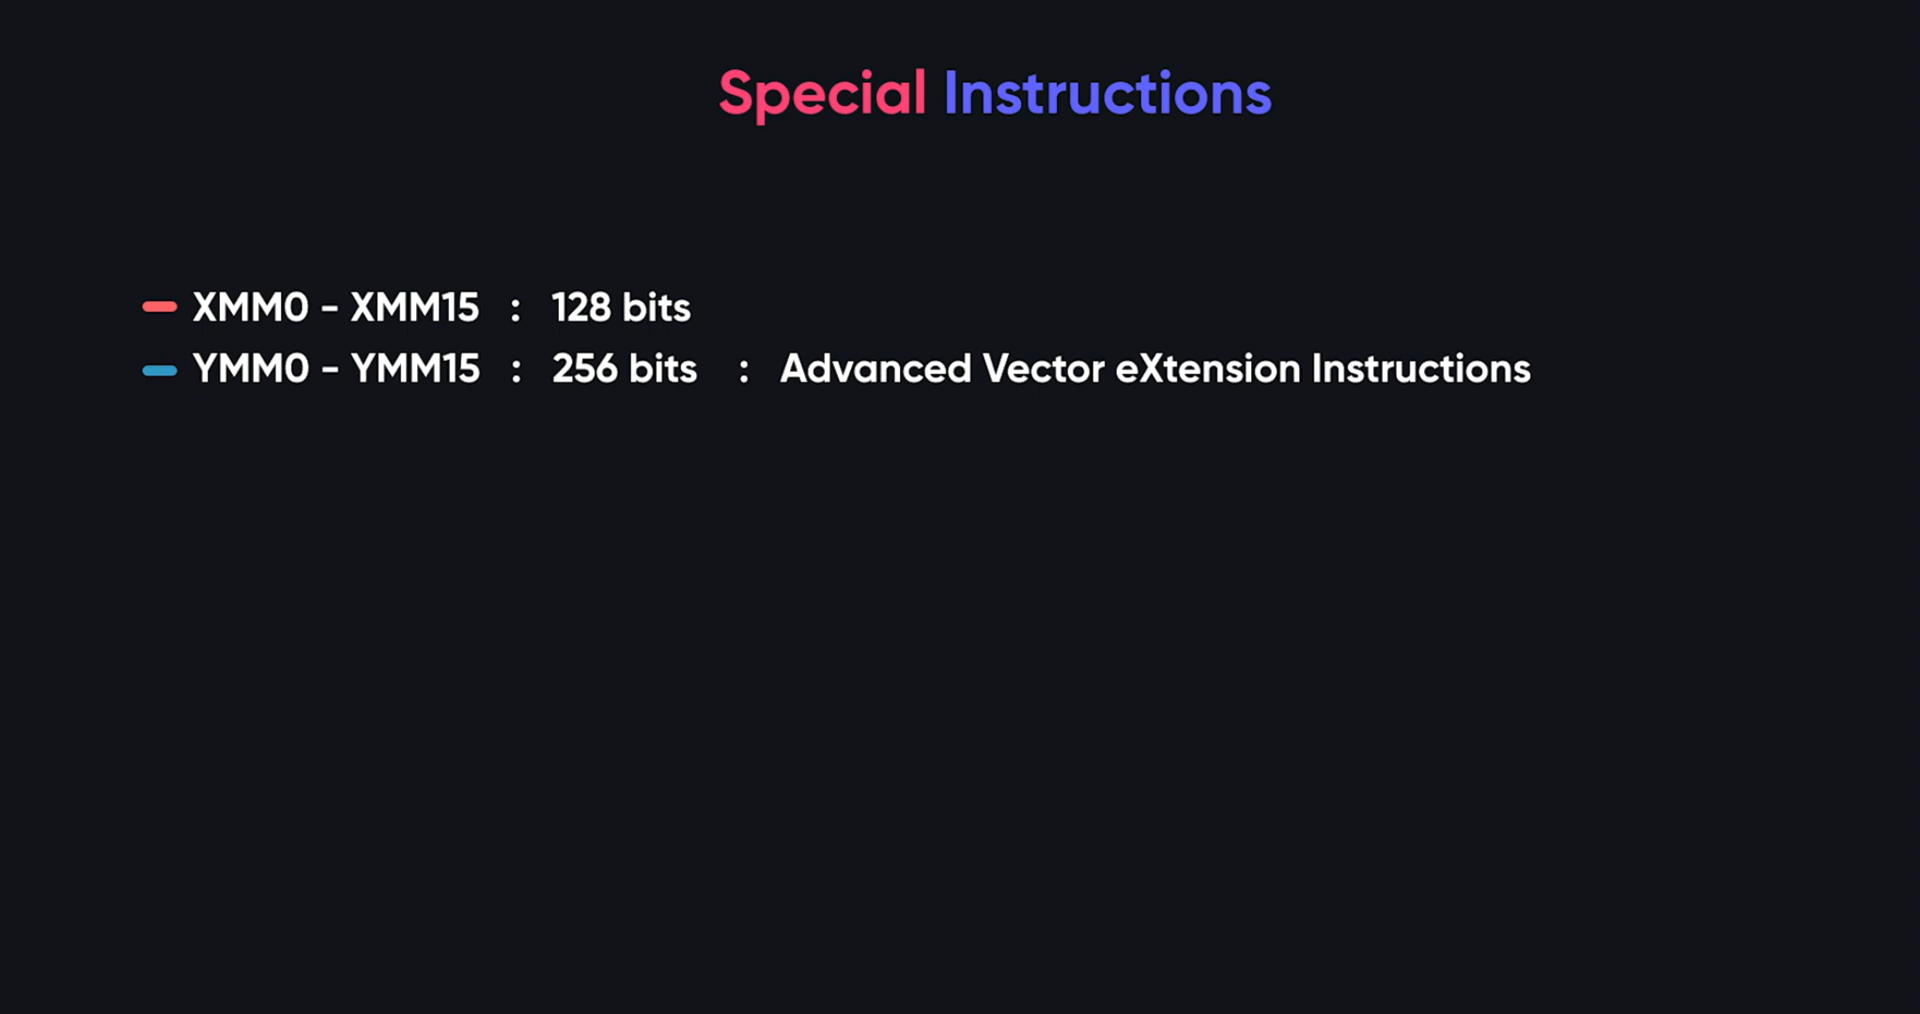 Special Instructions
XMM0 - XMM15 : 128 bits
YMM0 - YMM15 : 256 bits : Advanced Vector eXtension Instructions